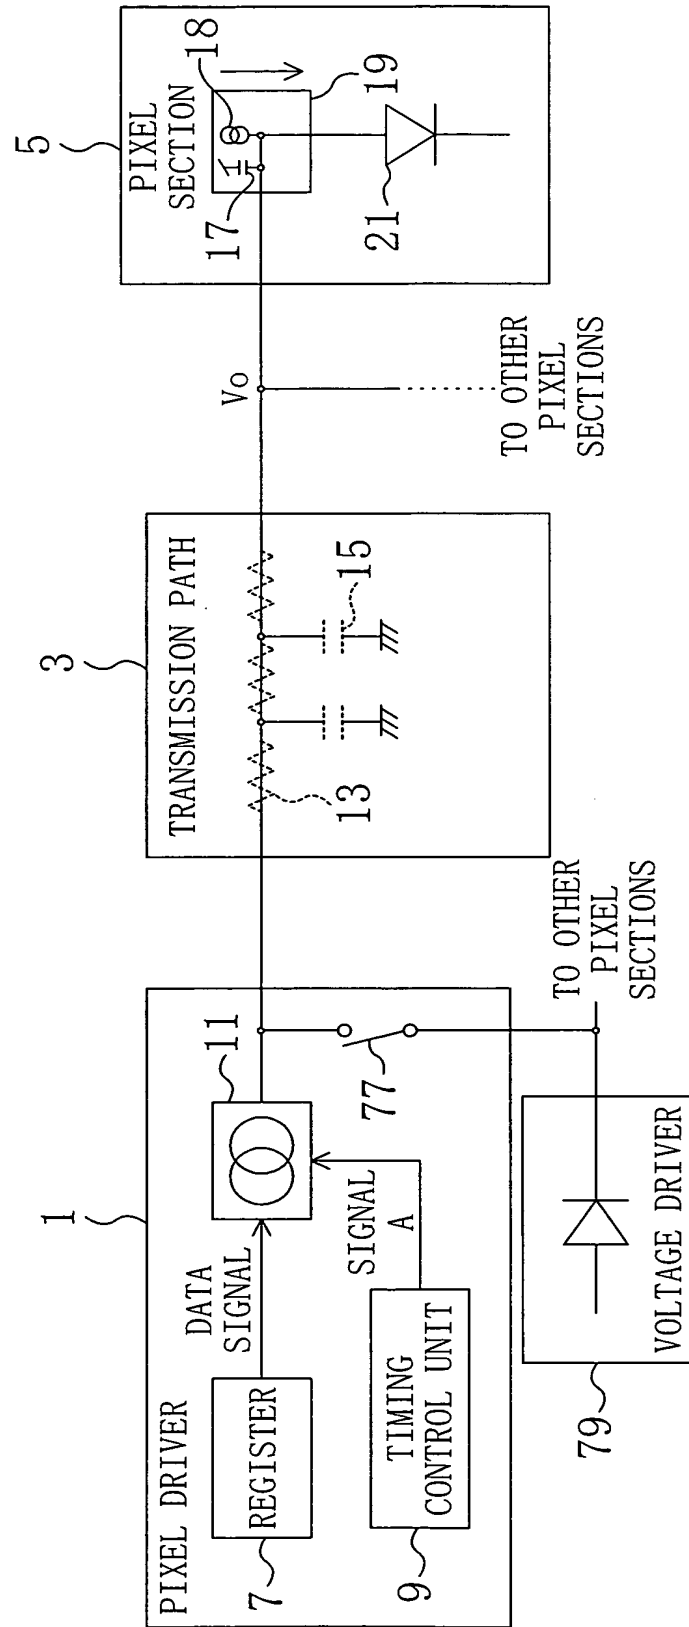 1
PIXEL DRIVER
7
REGISTER
DATA
SIGNAL
11
9
TIMING
CONTROL UNIT
SIGNAL
A
77
79
VOLTAGE DRIVER
TO OTHER
PIXEL
SECTIONS
3
TRANSMISSION PATH
13
15
Vo
TO OTHER
PIXEL
SECTIONS
5
PIXEL
SECTION
17
18
19
21